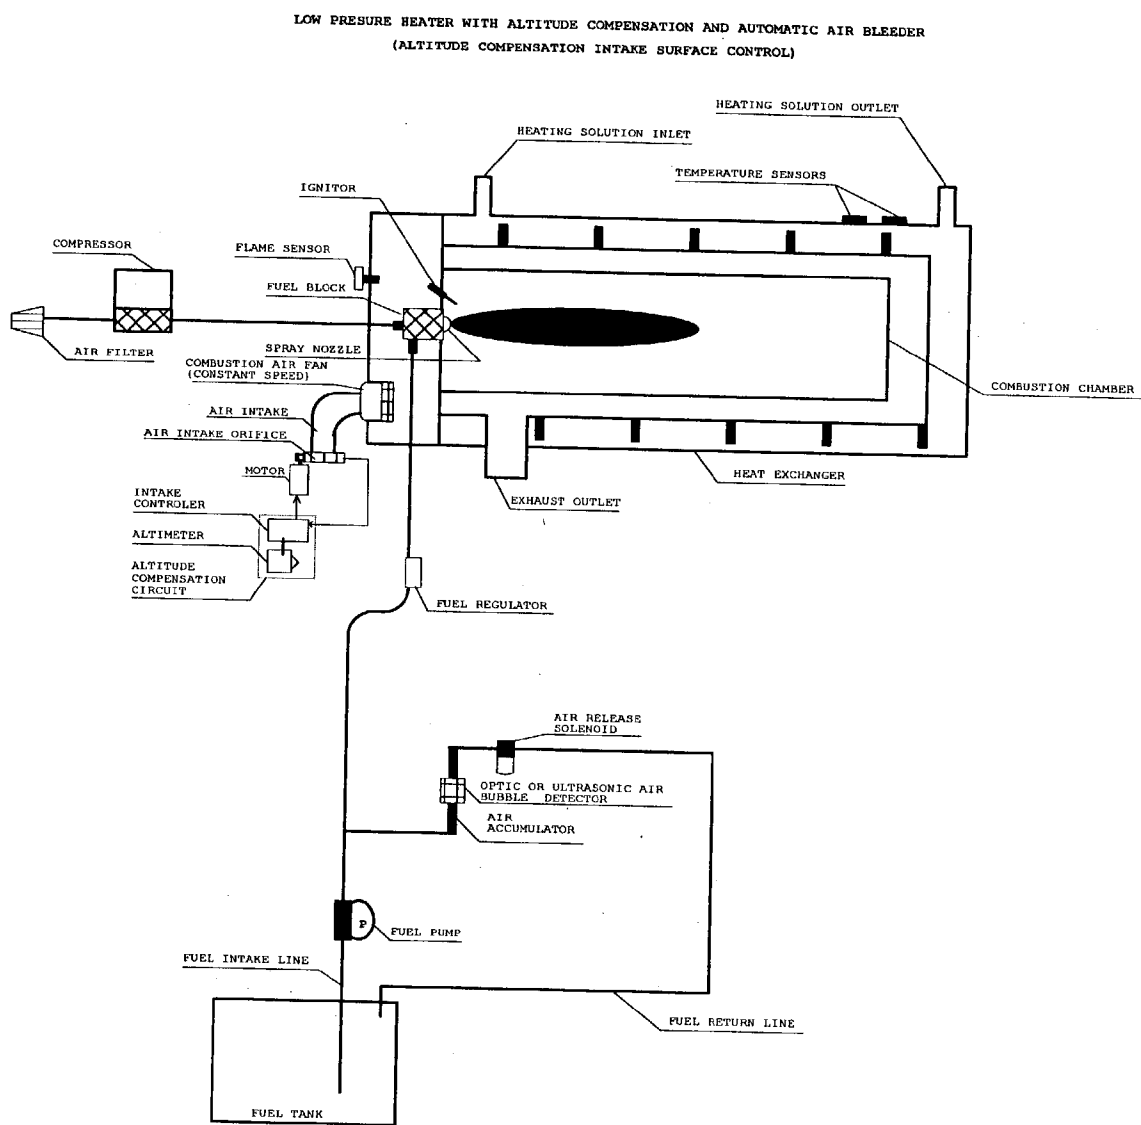 LOW PRESURE HEATER WITH ALTITUDE COMPENSATION AND AUTOMATIC AIR BLEEDER
(ALTITUDE COMPENSATION INTAKE SURFACE CONTROL)
HEATING SOLUTION OUTLET
HEATING SOLUTION INLET
TEMPERATURE SENSORS
IGNITOR
COMPRESSOR
FLAME SENSOR
FUEL BLOCK
AIR FILTER
SPRAY NOZZLE
COMBUSTION AIR FAN
(CONSTANT SPEED)
COMBUSTION CHAMBER
AIR INTAKE
AIR INTAKE ORIFICE
MOTOR
HEAT EXCHANGER
INTAKE
CONTROLER
EXHAUST OUTLET
ALTIMETER
ALTITUDE
COMPENSATION
CIRCUIT
FUEL REGULATOR
AIR RELEASE
SOLENOID
OPTIC OR ULTRASONIC AIR
BUBBLE DETECTOR
AIR
ACCUMULATOR
P
FUEL PUMP
FUEL INTAKE LINE
FUEL RETURN LINE
FUEL TANK